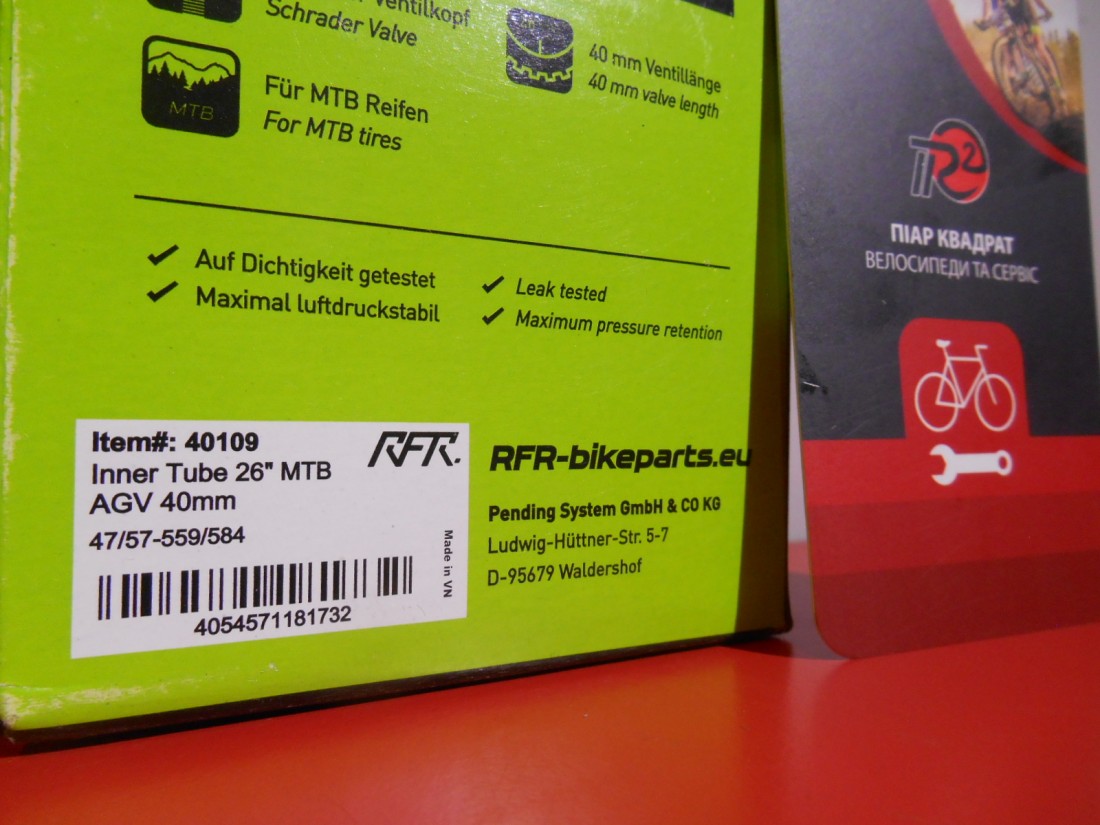 Ventilkopf
Schrader Valve
MTB
Für MTB Reifen
For MTB tires
40 mm Ventillänge
40 mm valve length
Auf Dichtigkeit getestet
Maximal luftdruckstabil
Leak tested
Maximum pressure retention
Item#: 40109
Inner Tube 26" MTB
AGV 40mm
47/57-559/584
4054571181732
Made in VN
RFR.
RFR-bikeparts.eu
Pending System GmbH & CO KG
Ludwig-Hüttner-Str. 5-7
D-95679 Waldershof
ПІАР КВАДРАТ
ВЕЛОСИПЕДИ ТА СЕРВІС